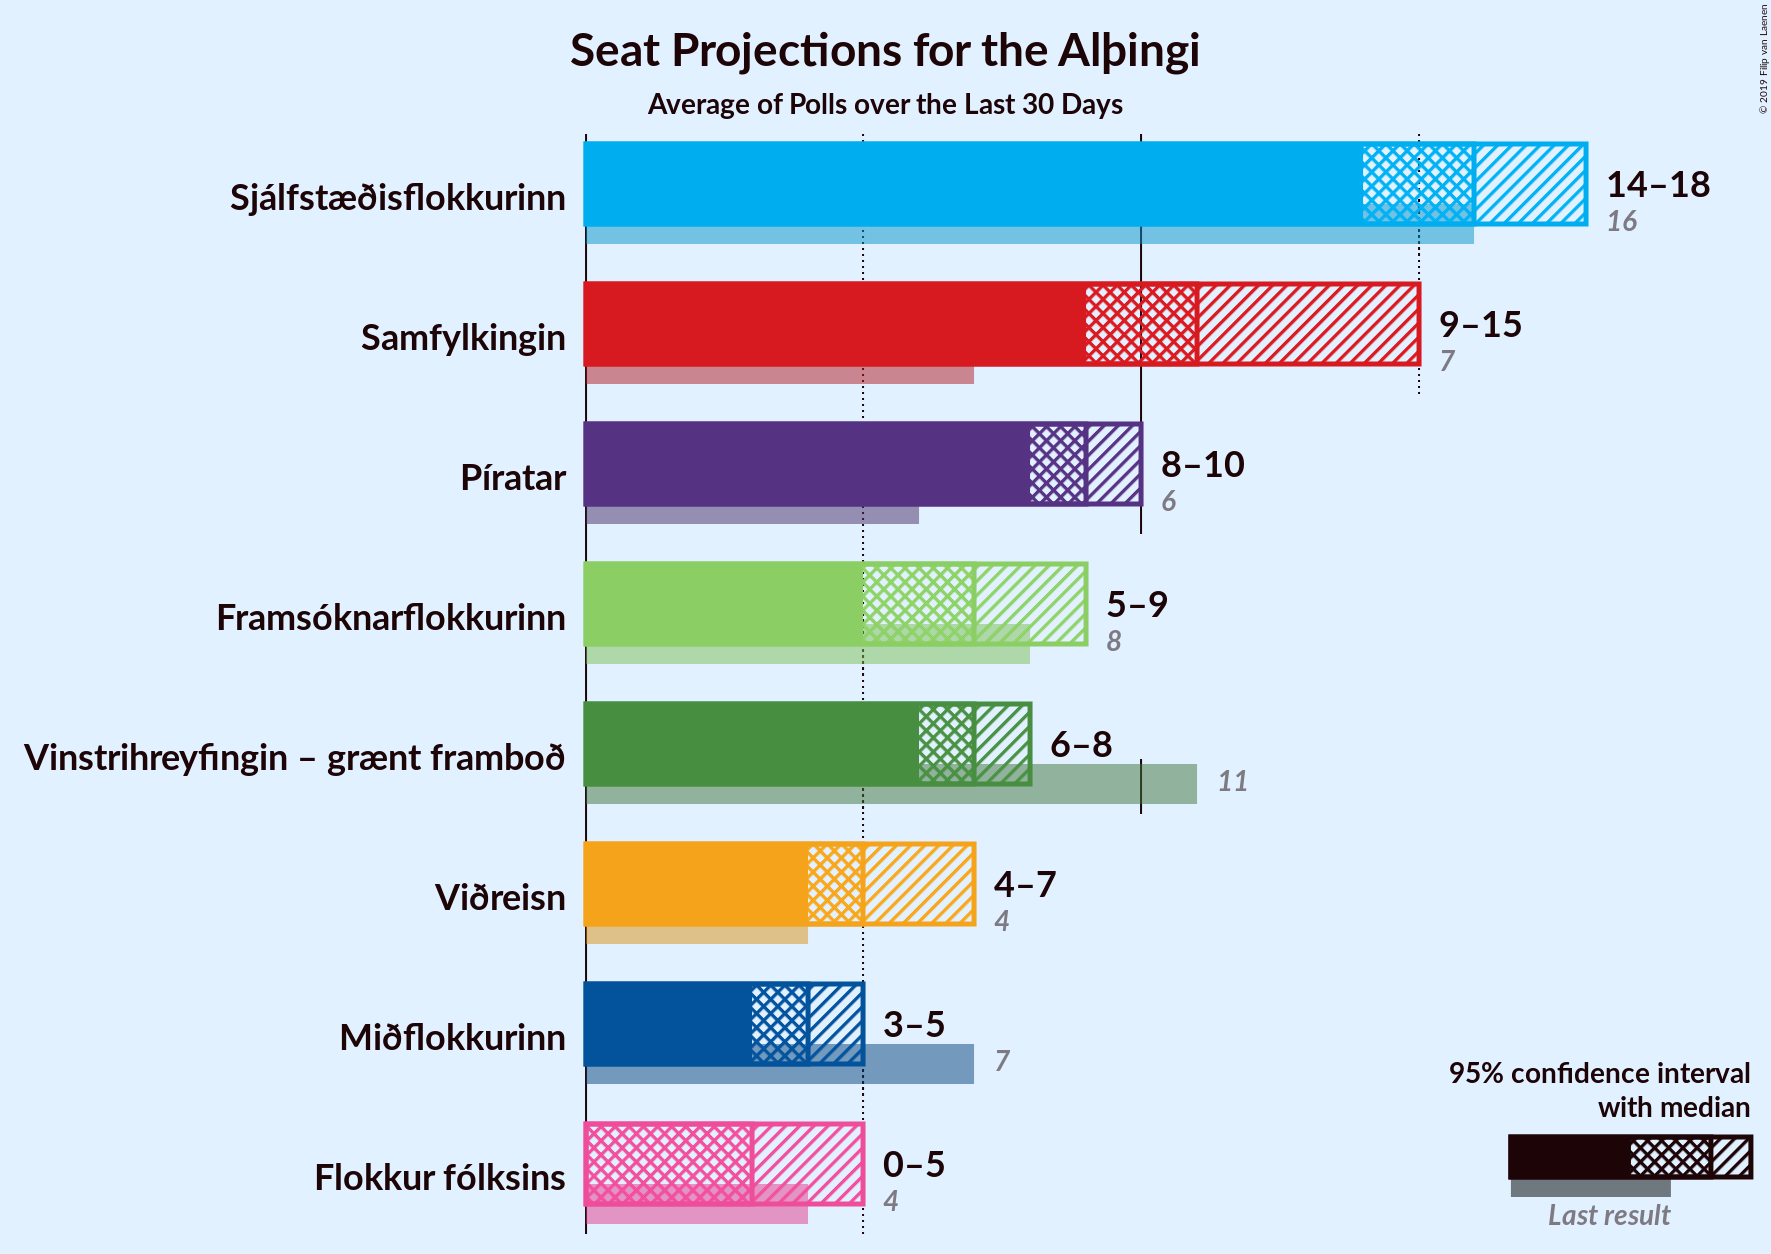 Seat Projections for the Alþingi
Average of Polls over the Last 30 Days
© 2019 Filip van Laenen
Sjálfstæðisflokkurinn
14–18
16
Samfylkingin
9–15
7
Píratar
8–10
6
Framsóknarflokkurinn
5–9
8
Vinstrihreyfingin – grænt framboð
6–8
11
Viðreisn
4–7
4
Miðflokkurinn
3–5
7
Flokkur fólksins
0–5
4
95% confidence interval
with median
Last result